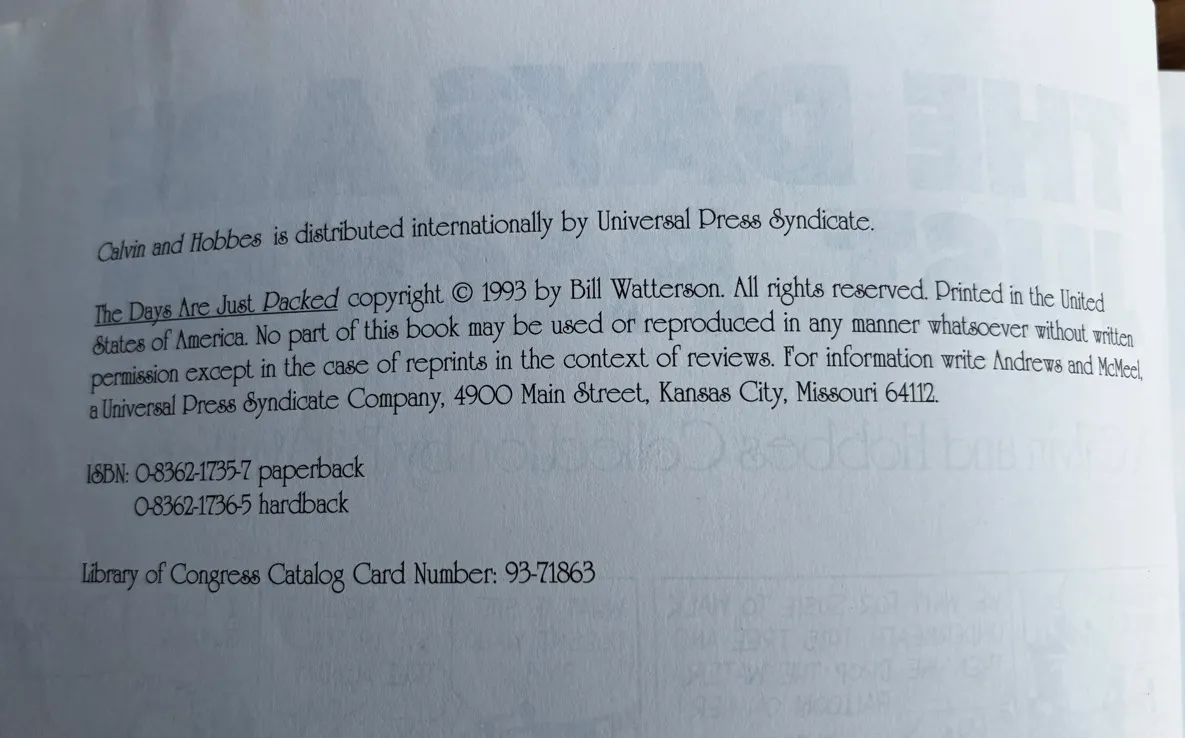 Calvin and Hobbes is distributed internationally by Universal Press Syndicate.
The Days Are Just Packed copyright © 1993 by Bill Watterson. All rights reserved. Printed in the United
States of America. No part of this book may be used or reproduced in any manner whatsoever without written
permission except in the case of reprints in the context of reviews. For information write Andrews and McMeel,
a Universal Press Syndicate Company, 4900 Main Street, Kansas City, Missouri 64112.
ISBN: 0-8362-1735-7 paperback
0-8362-1736-5 hardback
Library of Congress Catalog Card Number: 93-71863